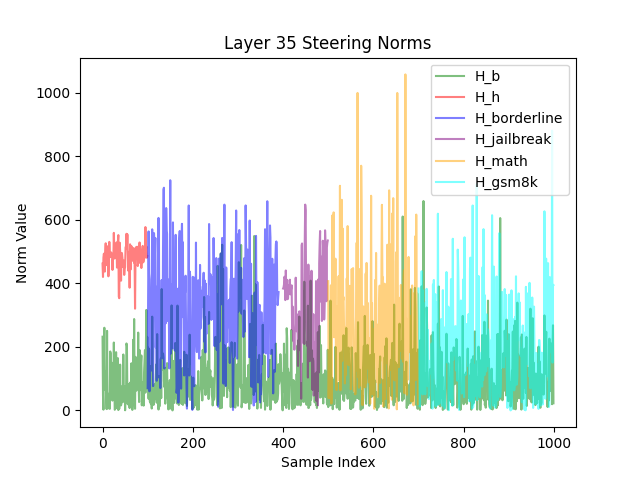 Layer 35 Steering Norms
Norm Value
1000
800
600
400
200
0
H_b
H_h
H_borderline
H_jailbreak
H_math
H_gsm8k
0 200 400 600 800 1000
Sample Index